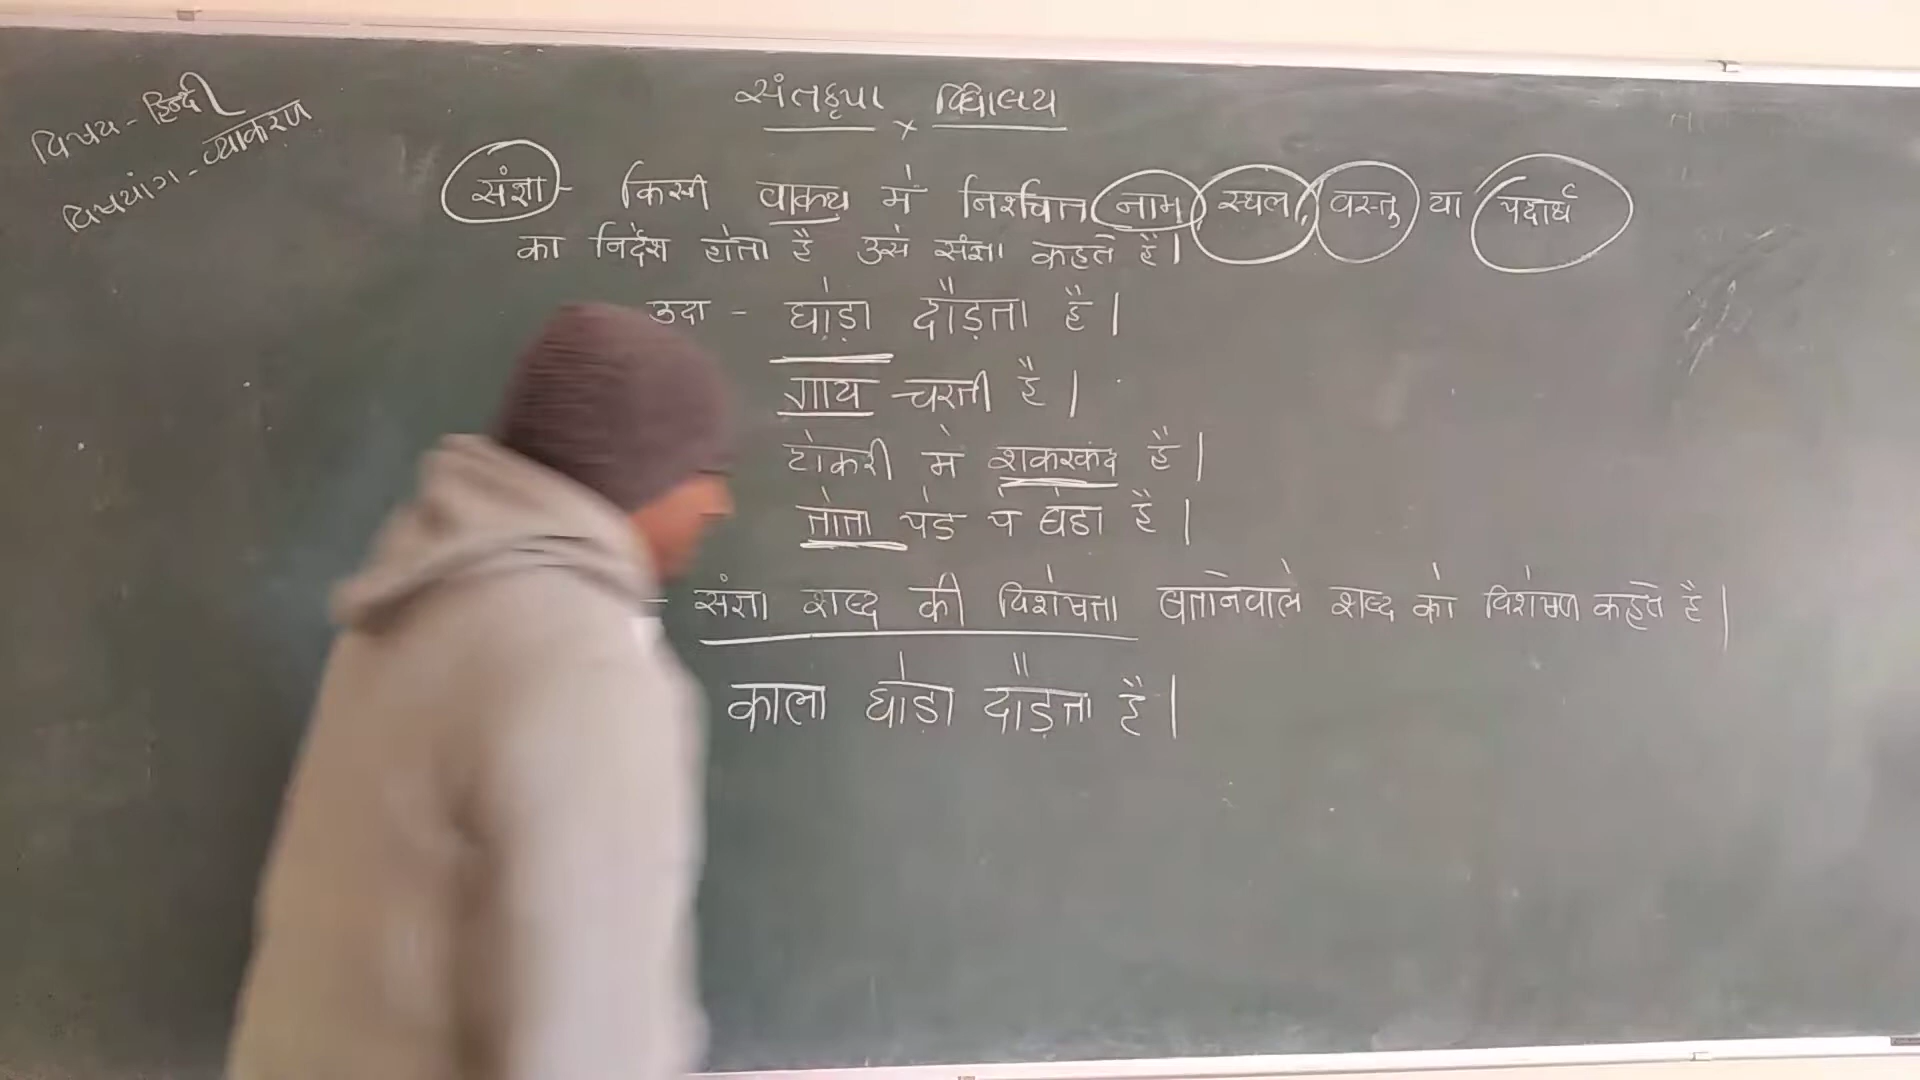 विषय - हिन्दी
विषयांग - व्याकरण
संतकृपा विद्यालय
संज्ञा - किसी वाक्य में निश्चित नाम, स्थल, वस्तु या पदार्थ
का निर्देश होता है उसे संज्ञा कहते हैं।
उदा - घोड़ा दौड़ता है।
गाय चरती है।
टोकरी में शकरकंद है।
तोता पेड पे बैठा है।
- संज्ञा शब्द की विशेषता बतानेवाले शब्द को विशेषण कहते है।
काला घोड़ा दौड़ता है।